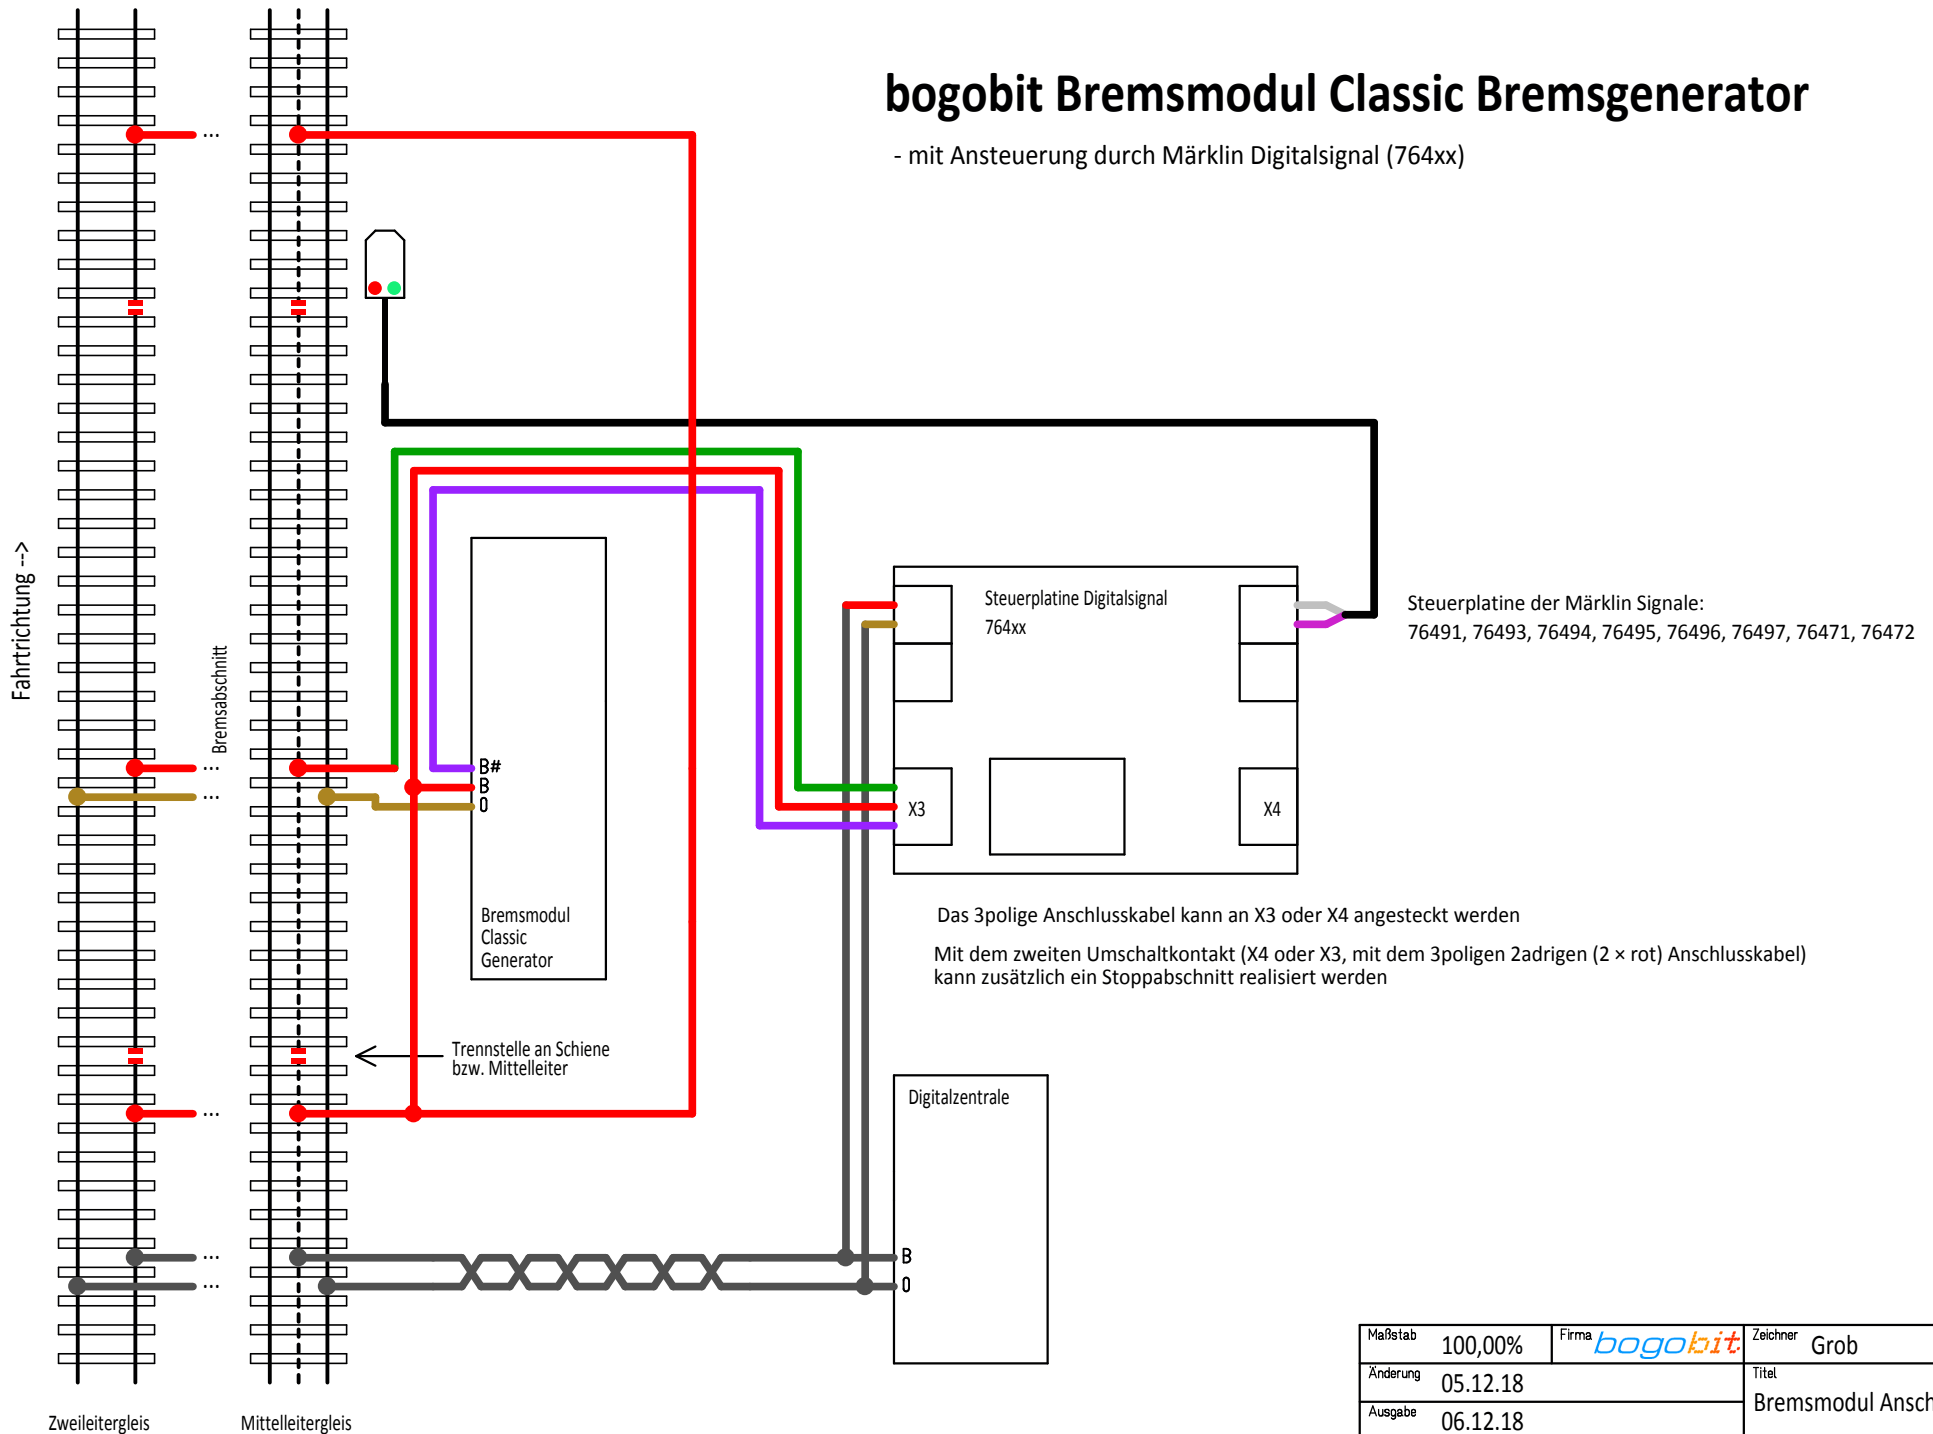 bogobit Bremsmodul Classic Bremsgenerator
- mit Ansteuerung durch Märklin Digitalsignal (764xx)
...
Fahrtrichtung -->
Bremsabschnitt
Steuerplatine Digitalsignal
764xx
Steuerplatine der Märklin Signale:
76491, 76493, 76494, 76495, 76496, 76497, 76471, 76472
...
...
B#
B
0
X3
X4
Bremsmodul
Classic
Generator
Das 3polige Anschlusskabel kann an X3 oder X4 angesteckt werden
Mit dem zweiten Umschaltkontakt (X4 oder X3, mit dem 3poligen 2adrigen (2 × rot) Anschlusskabel)
kann zusätzlich ein Stoppabschnitt realisiert werden
Trennstelle an Schiene
bzw. Mittelleiter
...
Digitalzentrale
...
...
B
0
Zweileitergleis
Mittelleitergleis
Maßstab 100,00%
Firma bogobit
Zeichner Grob
Änderung 05.12.18
Ausgabe 06.12.18
Titel
Bremsmodul Ansch